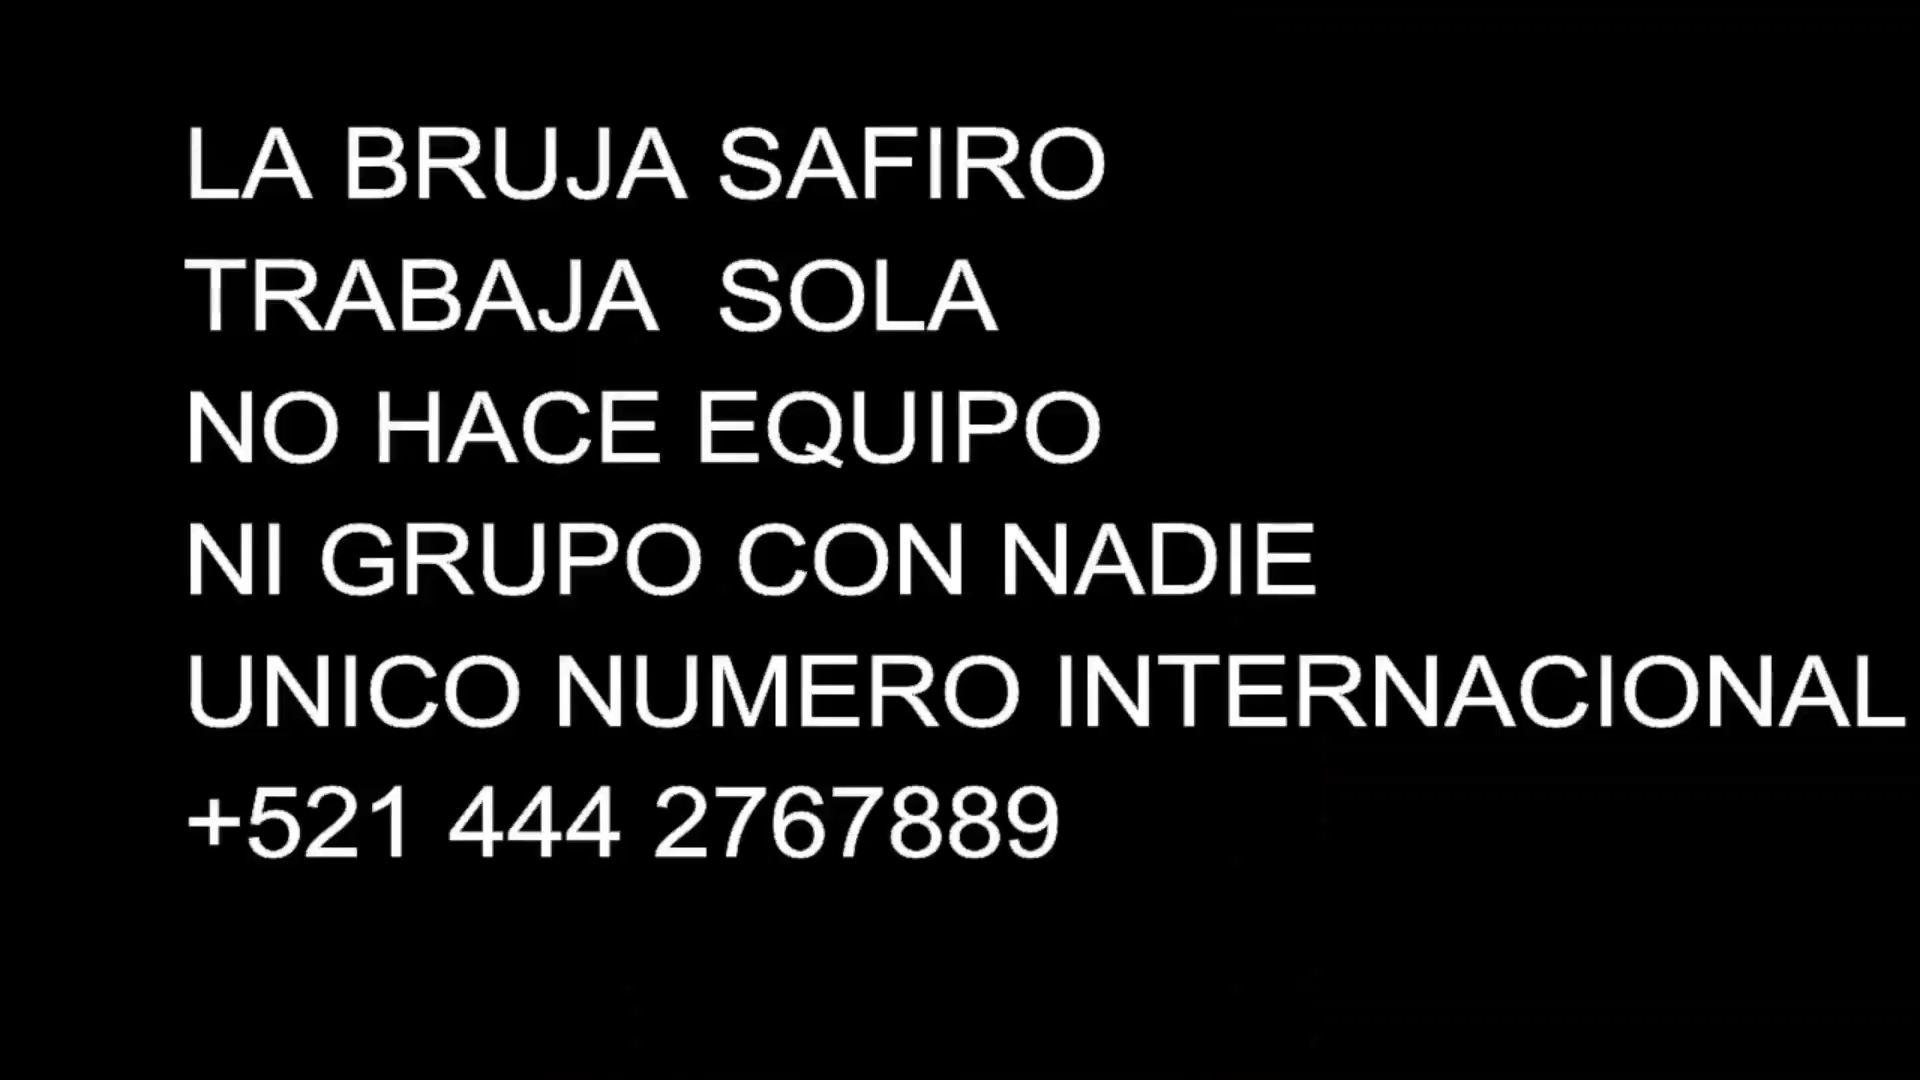 LA BRUJA SAFIRO
TRABAJA  SOLA
NO HACE EQUIPO
NI GRUPO CON NADIE
UNICO NUMERO INTERNACIONAL
+521 444 2767889